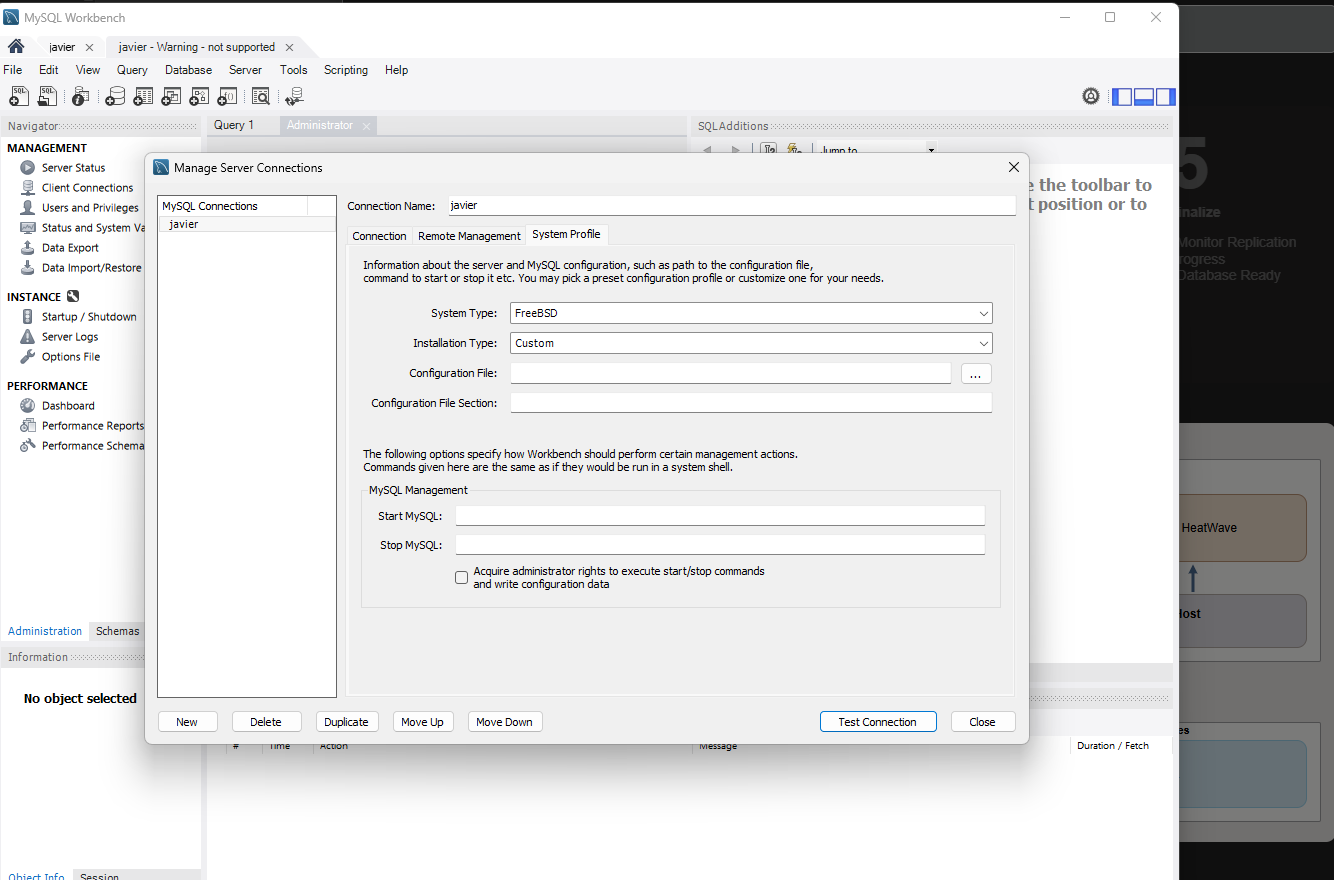 MySQL Workbench
javier
javier - Warning - not supported
File Edit View Query Database Server Tools Scripting Help
Navigator
Query 1
Administrator
SQLAdditions
MANAGEMENT
Server Status
Client Connections
Users and Privileges
Status and System Va
Data Export
Data Import/Restore
INSTANCE
Startup / Shutdown
Server Logs
Options File
PERFORMANCE
Dashboard
Performance Reports
Performance Schema
Administration Schemas
Information
No object selected
Object Info Session
Jump to
e the toolbar to
t position or to
Manage Server Connections
MySQL Connections
javier
Connection Name: javier
Connection Remote Management System Profile
Information about the server and MySQL configuration, such as path to the configuration file,
command to start or stop it etc. You may pick a preset configuration profile or customize one for your needs.
System Type: FreeBSD
Installation Type: Custom
Configuration File: ...
Configuration File Section:
The following options specify how Workbench should perform certain management actions.
Commands given here are the same as if they would be run in a system shell.
MySQL Management
Start MySQL:
Stop MySQL:
Acquire administrator rights to execute start/stop commands
and write configuration data
New Delete Duplicate Move Up Move Down Test Connection Close
# Time Action Message Duration / Fetch
5
inalize
Monitor Replication
rogress
Database Ready
HeatWave
Host
es